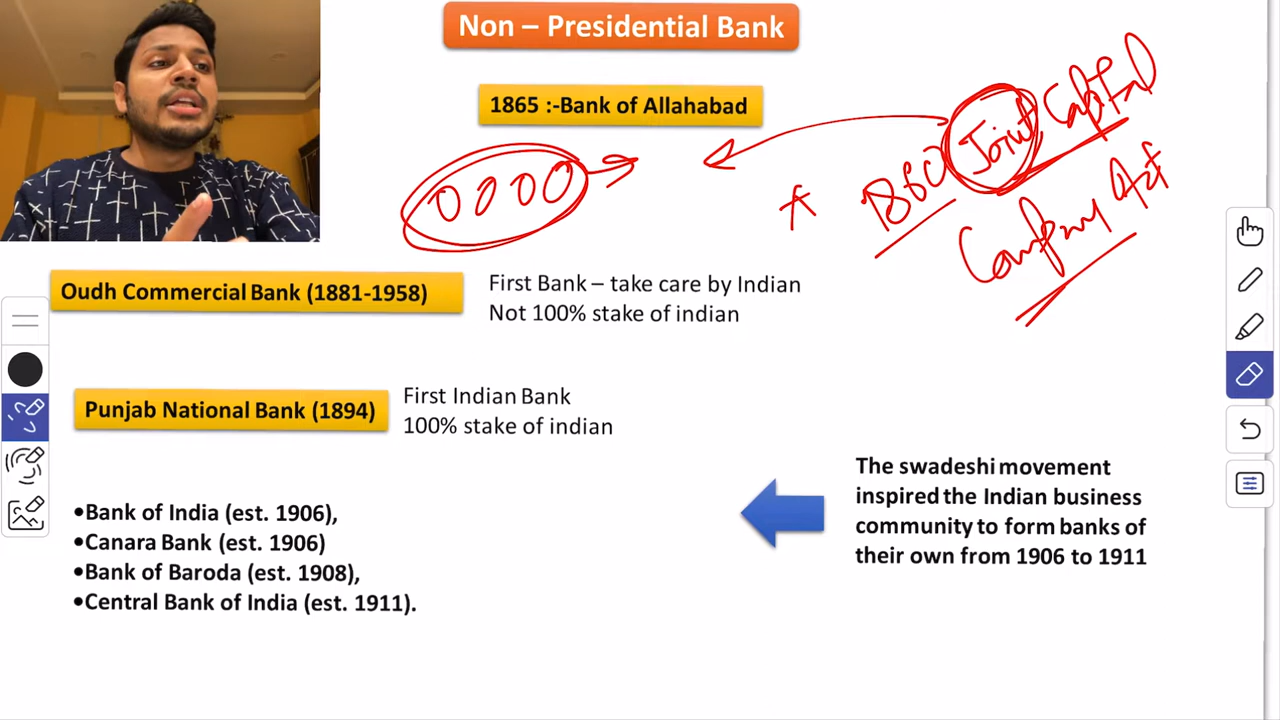 Non – Presidential Bank
1865 :-Bank of Allahabad
1860 Joint Capital
Company Act
Oudh Commercial Bank (1881-1958)
First Bank – take care by Indian
Not 100% stake of indian
Punjab National Bank (1894)
First Indian Bank
100% stake of indian
The swadeshi movement
inspired the Indian business
community to form banks of
their own from 1906 to 1911
•Bank of India (est. 1906),
•Canara Bank (est. 1906)
•Bank of Baroda (est. 1908),
•Central Bank of India (est. 1911).